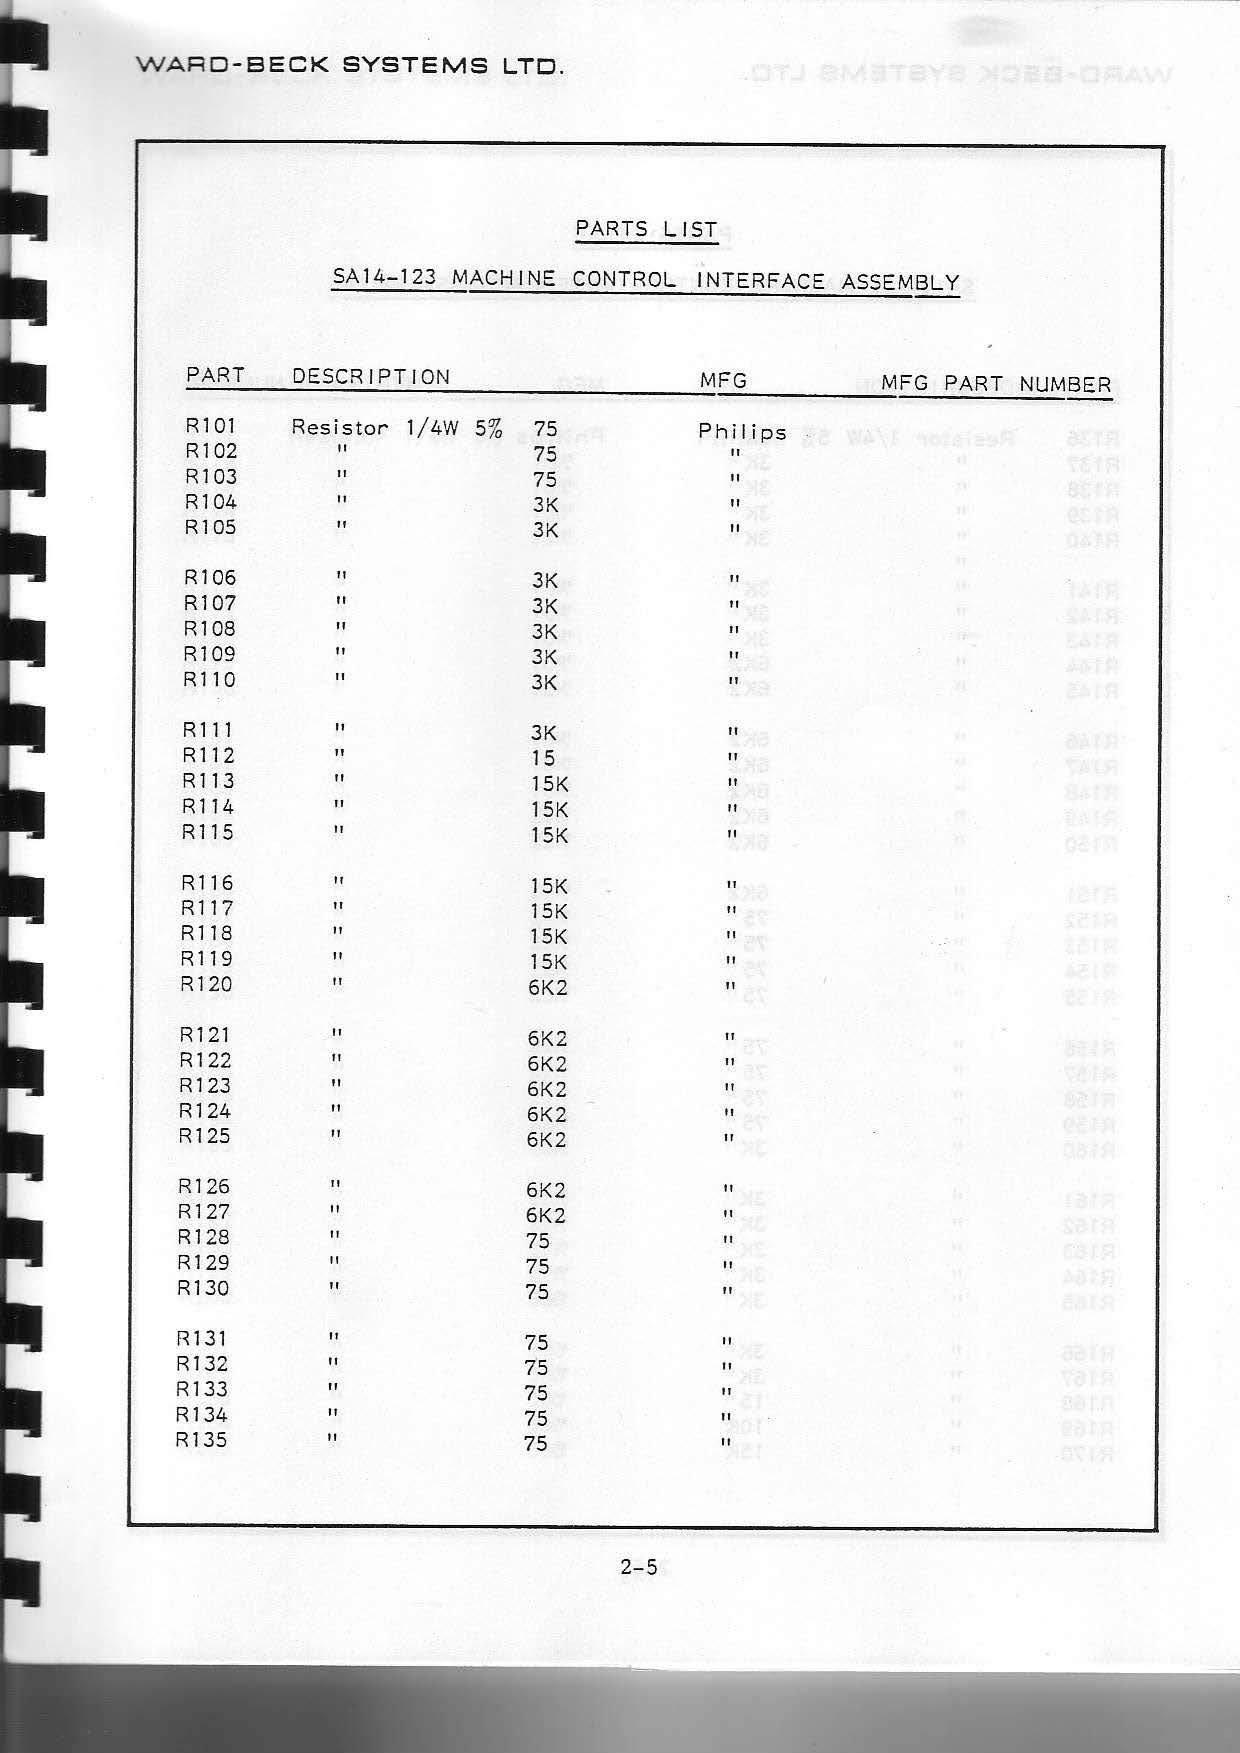 WARD-BECK SYSTEMS LTD.
PARTS LIST
SA14-123 MACHINE CONTROL INTERFACE ASSEMBLY
PART DESCRIPTION MFG MFG PART NUMBER
R101 Resistor 1/4W 5% 75 Philips
R102 " 75 "
R103 " 75 "
R104 " 3K "
R105 " 3K "
R106 " 3K "
R107 " 3K "
R108 " 3K "
R109 " 3K "
R110 " 3K "
R111 " 3K "
R112 " 15 "
R113 " 15K "
R114 " 15K "
R115 " 15K "
R116 " 15K "
R117 " 15K "
R118 " 15K "
R119 " 15K "
R120 " 6K2 "
R121 " 6K2 "
R122 " 6K2 "
R123 " 6K2 "
R124 " 6K2 "
R125 " 6K2 "
R126 " 6K2 "
R127 " 6K2 "
R128 " 75 "
R129 " 75 "
R130 " 75 "
R131 " 75 "
R132 " 75 "
R133 " 75 "
R134 " 75 "
R135 " 75 "
2-5